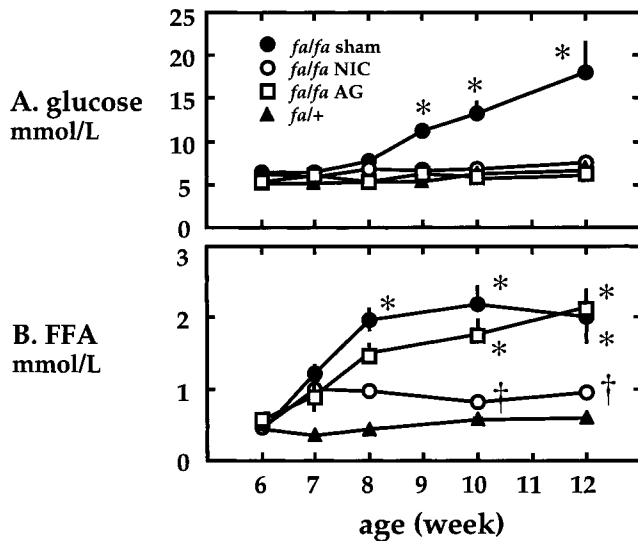 25
20
15
10
5
0
A. glucose
mmol/L
fa/fa sham
fa/fa NIC
fa/fa AG
fa/+
*
*
*
3
2
1
0
B. FFA
mmol/L
*
*
*
*
*
†
†
6 7 8 9 10 11 12
age (week)